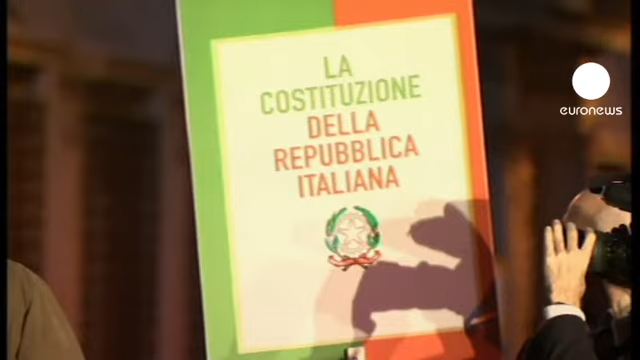 LA
COSTITUZIONE
DELLA
REPUBBLICA
ITALIANA
euronews